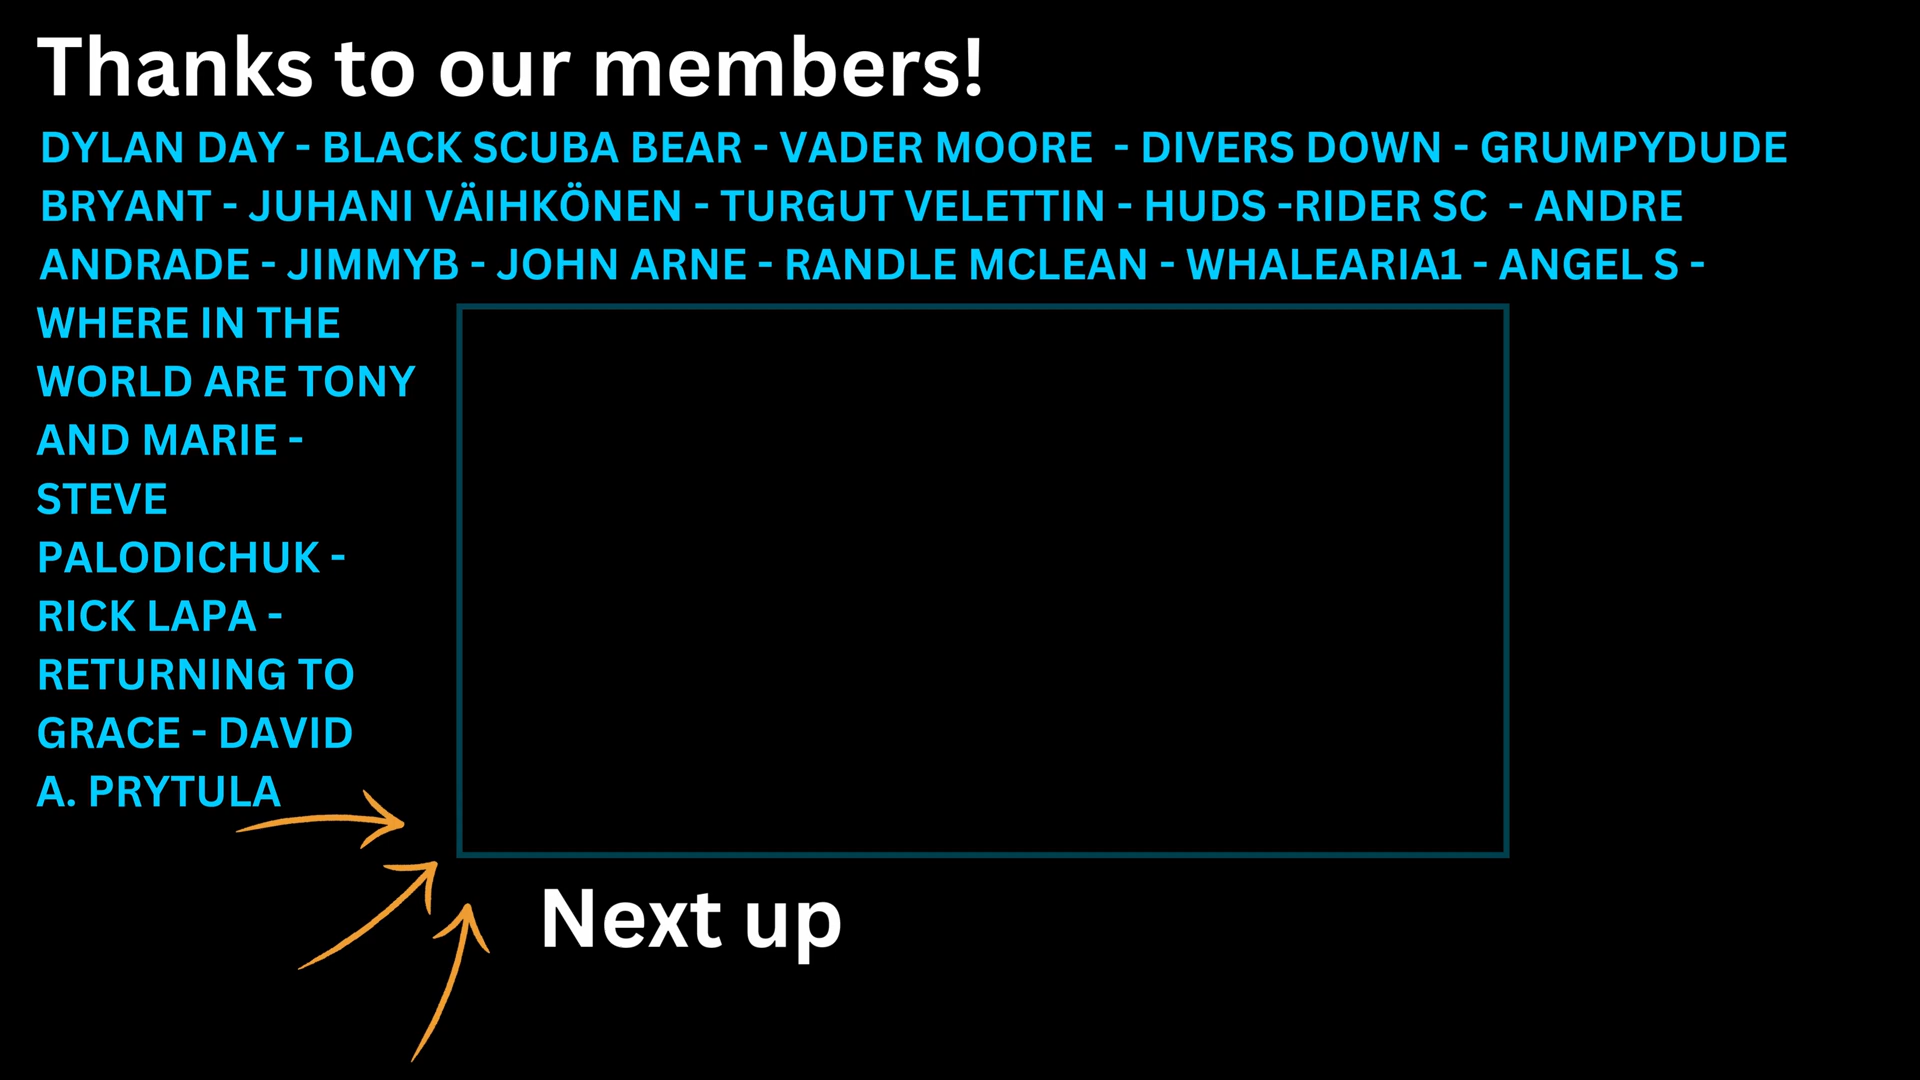 Thanks to our members!
DYLAN DAY - BLACK SCUBA BEAR - VADER MOORE  - DIVERS DOWN - GRUMPYDUDE
BRYANT - JUHANI VÄIHKÖNEN - TURGUT VELETTIN - HUDS -RIDER SC  - ANDRE
ANDRADE - JIMMYB - JOHN ARNE - RANDLE MCLEAN - WHALEARIA1 - ANGEL S -
WHERE IN THE
WORLD ARE TONY
AND MARIE -
STEVE
PALODICHUK -
RICK LAPA -
RETURNING TO
GRACE - DAVID
A. PRYTULA
Next up